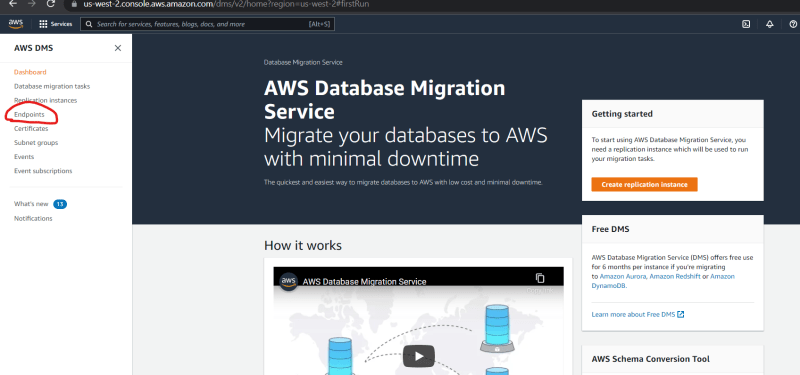 us-west-2.console.aws.amazon.com/dms/v2/home?region=us-west-2#firstRun
aws
Services
Search for services, features, blogs, docs, and more
[Alt+S]
AWS DMS
Dashboard
Database migration tasks
Replication instances
Endpoints
Certificates
Subnet groups
Events
Event subscriptions
What's new 13
Notifications
Database Migration Service
AWS Database Migration
Service
Migrate your databases to AWS
with minimal downtime
The quickest and easiest way to migrate databases to AWS with low cost and minimal downtime.
Getting started
To start using AWS Database Migration Service, you
need a replication instance which will be used to run
your migration tasks.
Create replication instance
How it works
aws
AWS Database Migration Service
Free DMS
AWS Database Migration Service (DMS) offers free use
for 6 months per instance if you're migrating
to Amazon Aurora, Amazon Redshift or Amazon
DynamoDB.
Learn more about Free DMS
AWS Schema Conversion Tool